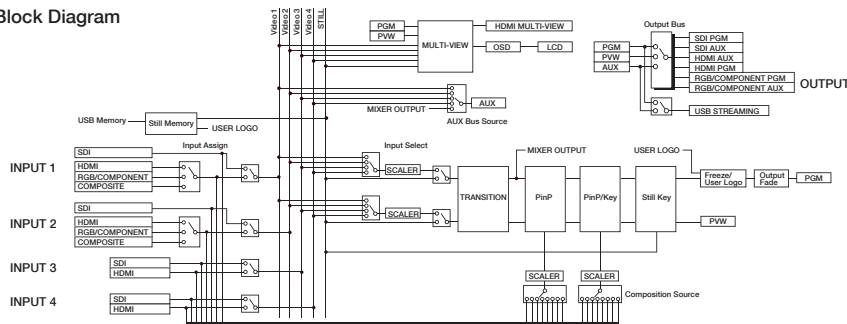 Block Diagram
Video 1
Video 2
Video 3
Video 4
STILL
PGM
PVW
MULTI-VIEW
HDMI MULTI-VIEW
OSD
LCD
MIXER OUTPUT
AUX
AUX Bus Source
Output Bus
PGM
PVW
AUX
SDI PGM
SDI AUX
HDMI AUX
HDMI PGM
RGB/COMPONENT PGM
RGB/COMPONENT AUX
OUTPUT
USB STREAMING
USB Memory
Still Memory
USER LOGO
Input Assign
INPUT 1
SDI
HDMI
RGB/COMPONENT
COMPOSITE
INPUT 2
SDI
HDMI
RGB/COMPONENT
COMPOSITE
INPUT 3
SDI
HDMI
INPUT 4
SDI
HDMI
Input Select
SCALER
SCALER
TRANSITION
MIXER OUTPUT
PinP
PinP/Key
Still Key
USER LOGO
Freeze/
User Logo
Output
Fade
PGM
PVW
SCALER
SCALER
Composition Source